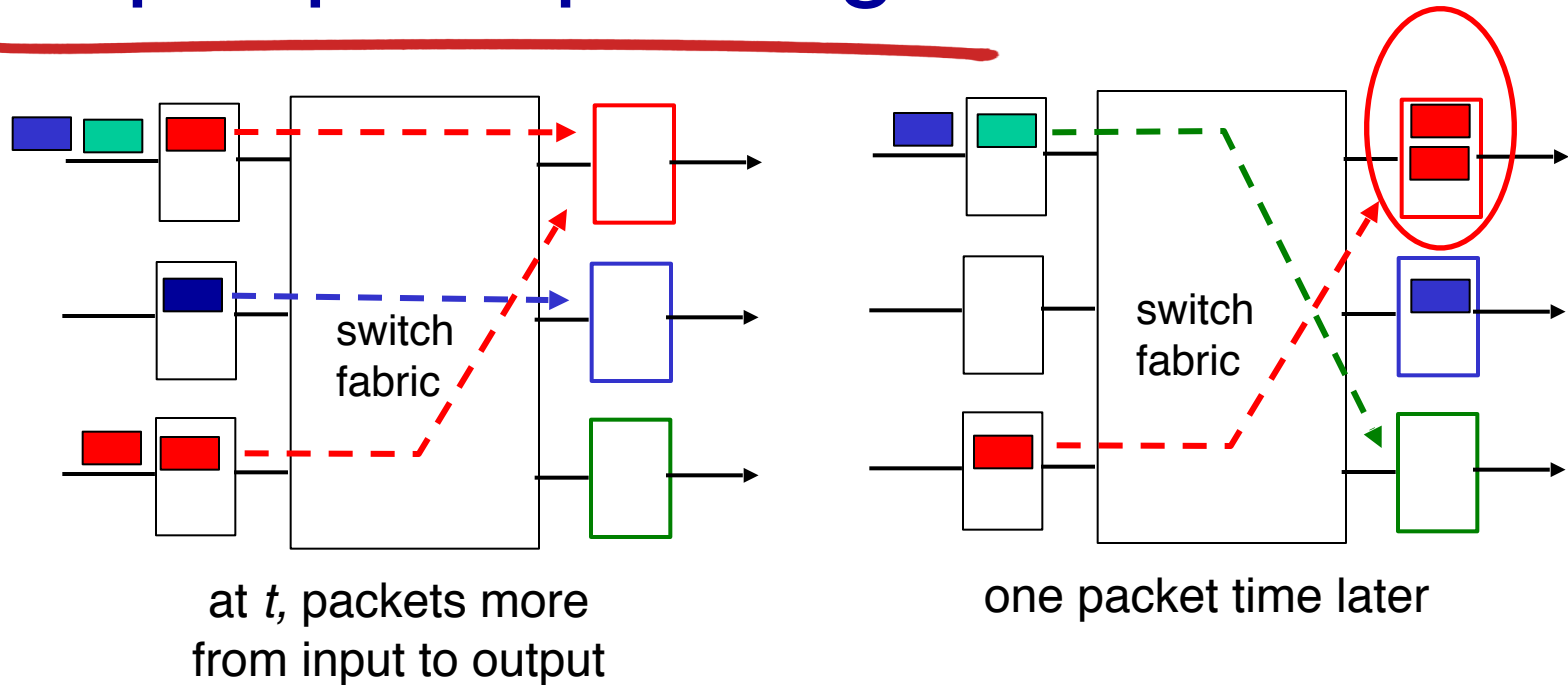 switch
fabric
at t, packets more
from input to output
switch
fabric
one packet time later